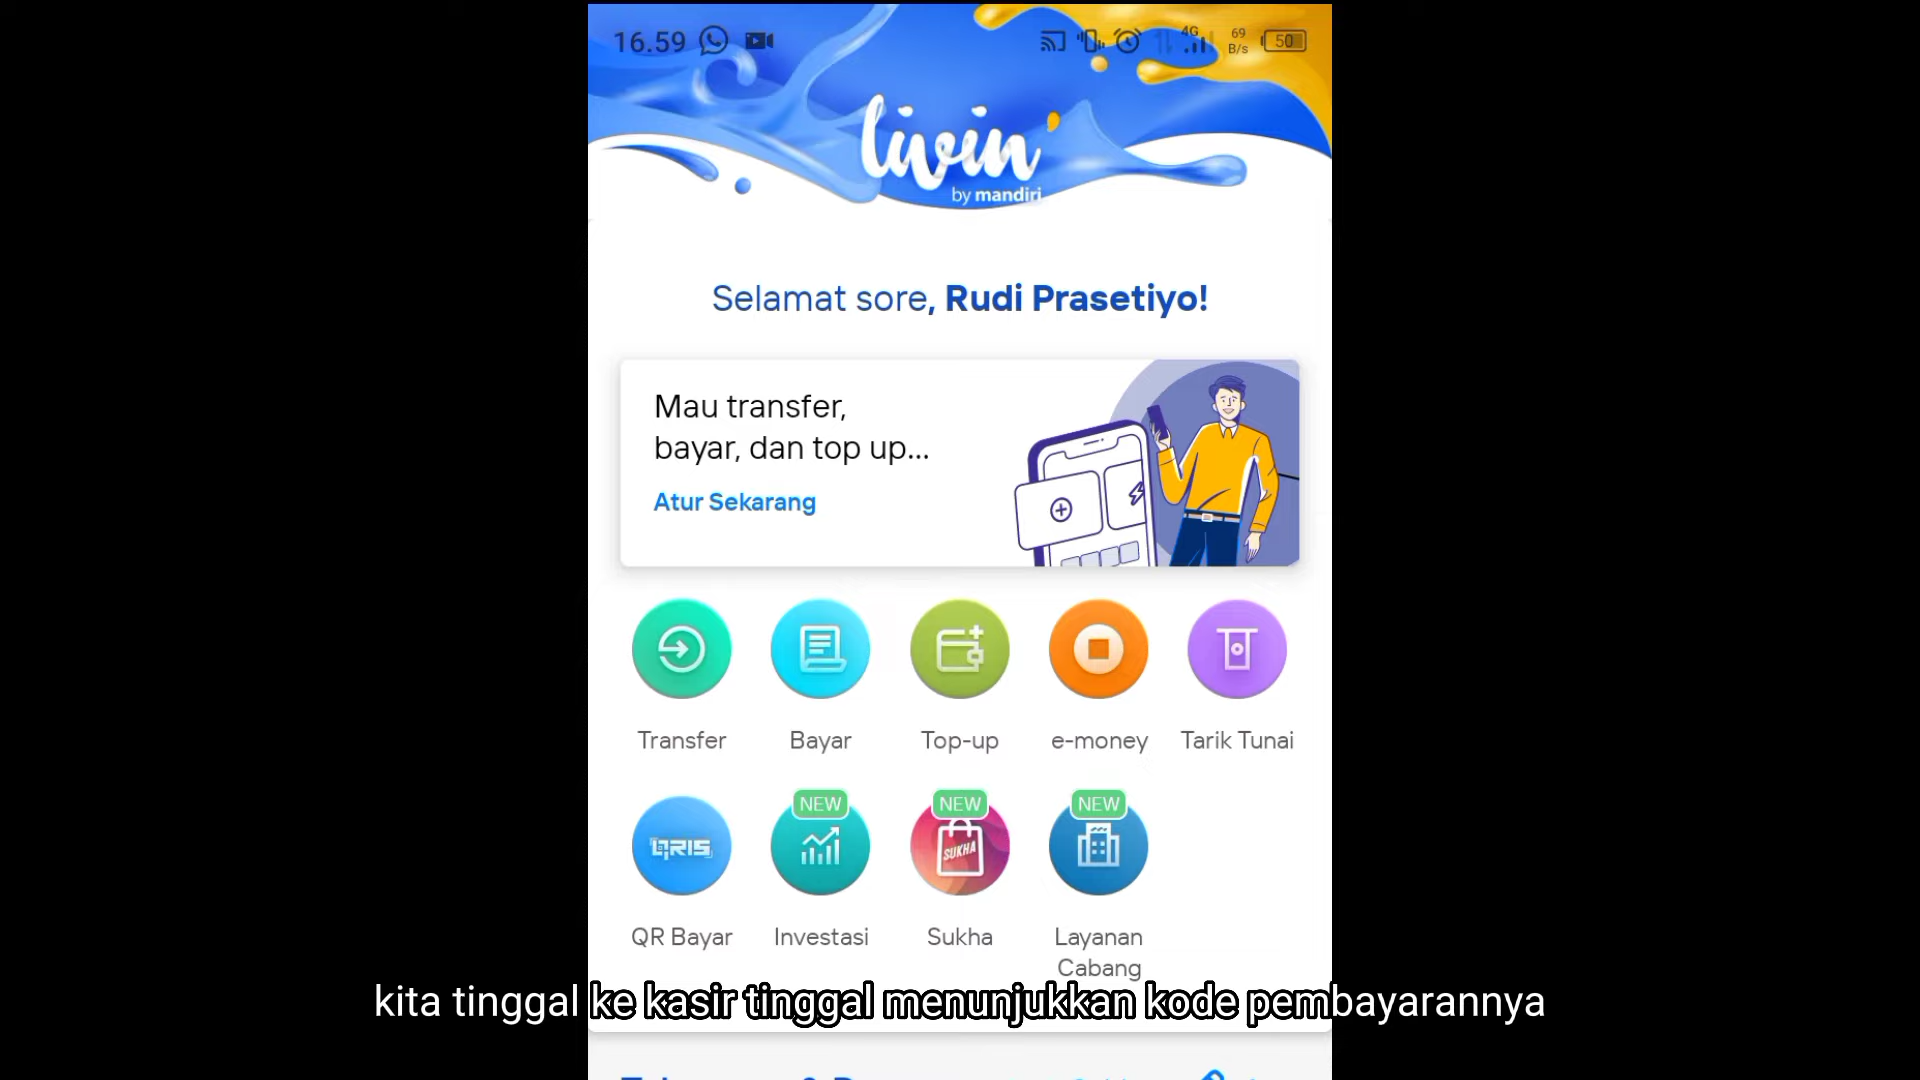 16.59
4G
69
B/s
50
livin'
by mandiri
Selamat sore, Rudi Prasetiyo!
Mau transfer,
bayar, dan top up...
Atur Sekarang
Transfer
Bayar
Top-up
e-money
Tarik Tunai
NEW
NEW
NEW
QRIS
SUKHA
QR Bayar
Investasi
Sukha
Layanan
Cabang
kita tinggal ke kasir tinggal menunjukkan kode pembayarannya